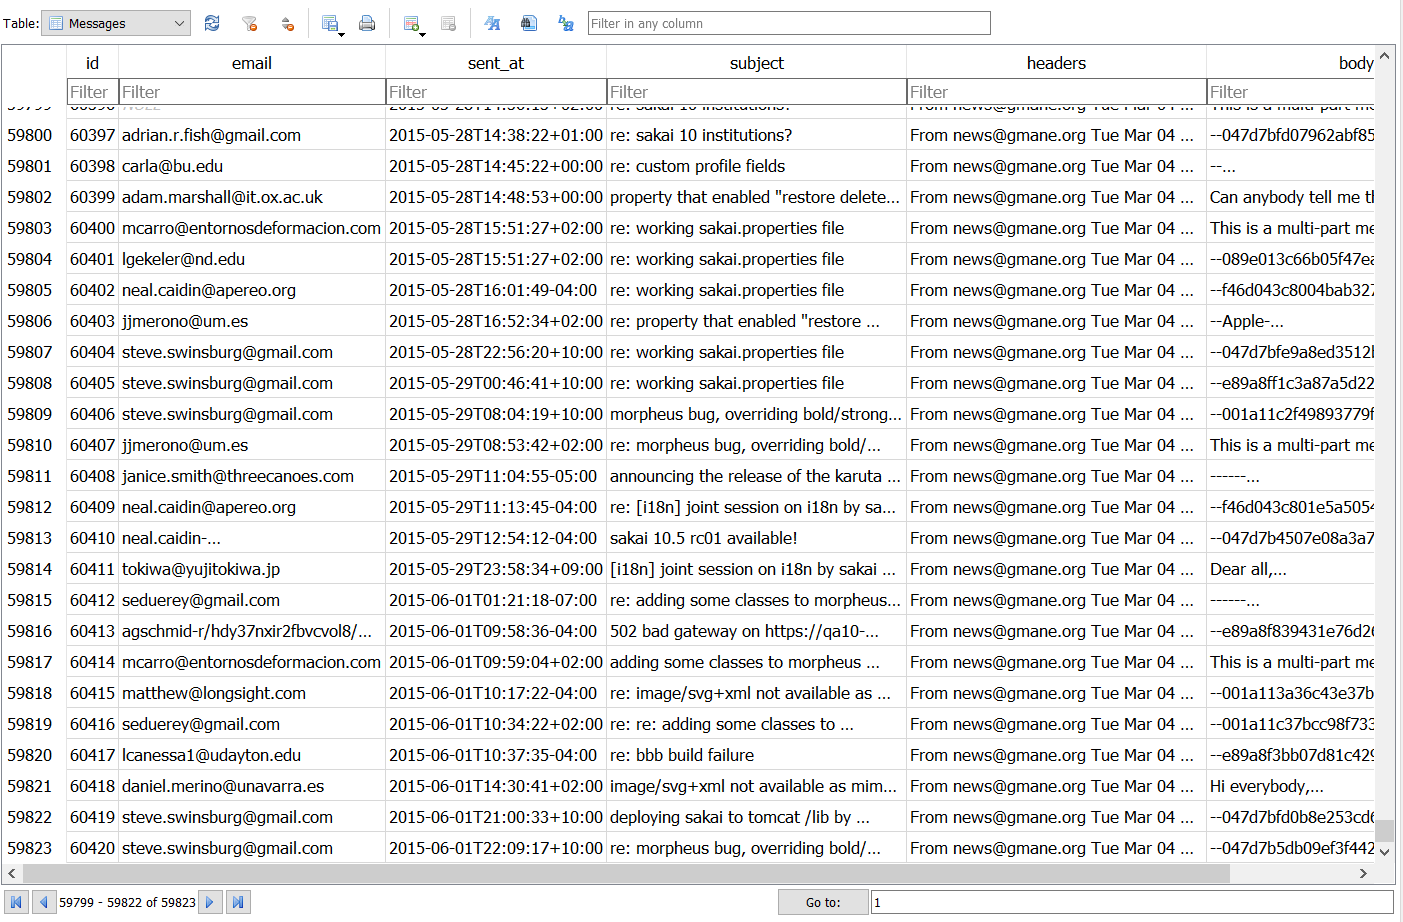 Table: Messages Filter in any column
id email sent_at subject headers body
Filter Filter Filter Filter Filter Filter
59799 60396 NULL 2015-05-28T14:36:15+02:00 re: sakai 10 institutions? From news@gmane.org Tue Mar 04 ... This is a multi-part me
59800 60397 adrian.r.fish@gmail.com 2015-05-28T14:38:22+01:00 re: sakai 10 institutions? From news@gmane.org Tue Mar 04 ... --047d7bfd07962abf85
59801 60398 carla@bu.edu 2015-05-28T14:45:22+00:00 re: custom profile fields From news@gmane.org Tue Mar 04 ... --...
59802 60399 adam.marshall@it.ox.ac.uk 2015-05-28T14:48:53+00:00 property that enabled "restore delete... From news@gmane.org Tue Mar 04 ... Can anybody tell me th
59803 60400 mcarro@entornosdeformacion.com 2015-05-28T15:51:27+02:00 re: working sakai.properties file From news@gmane.org Tue Mar 04 ... This is a multi-part me
59804 60401 lgekeler@nd.edu 2015-05-28T15:51:27+02:00 re: working sakai.properties file From news@gmane.org Tue Mar 04 ... --089e013c66b05f47ea
59805 60402 neal.caidin@apereo.org 2015-05-28T16:01:49-04:00 re: working sakai.properties file From news@gmane.org Tue Mar 04 ... --f46d043c8004bab327
59806 60403 jjmerono@um.es 2015-05-28T16:52:34+02:00 re: property that enabled "restore ... From news@gmane.org Tue Mar 04 ... --Apple-...
59807 60404 steve.swinsburg@gmail.com 2015-05-28T22:56:20+10:00 re: working sakai.properties file From news@gmane.org Tue Mar 04 ... --047d7bfe9a8ed3512b
59808 60405 steve.swinsburg@gmail.com 2015-05-29T00:46:41+10:00 re: working sakai.properties file From news@gmane.org Tue Mar 04 ... --e89a8ff1c3a87a5d22
59809 60406 steve.swinsburg@gmail.com 2015-05-29T08:04:19+10:00 morpheus bug, overriding bold/strong... From news@gmane.org Tue Mar 04 ... --001a11c2f49893779f
59810 60407 jjmerono@um.es 2015-05-29T08:53:42+02:00 re: morpheus bug, overriding bold/... From news@gmane.org Tue Mar 04 ... This is a multi-part me
59811 60408 janice.smith@threecanoes.com 2015-05-29T11:04:55-05:00 announcing the release of the karuta ... From news@gmane.org Tue Mar 04 ... ------...
59812 60409 neal.caidin@apereo.org 2015-05-29T11:13:45-04:00 re: [i18n] joint session on i18n by sa... From news@gmane.org Tue Mar 04 ... --f46d043c801e5a5054
59813 60410 neal.caidin-... 2015-05-29T12:54:12-04:00 sakai 10.5 rc01 available! From news@gmane.org Tue Mar 04 ... --047d7b4507e08a3a7
59814 60411 tokiwa@yujitokiwa.jp 2015-05-29T23:58:34+09:00 [i18n] joint session on i18n by sakai ... From news@gmane.org Tue Mar 04 ... Dear all,...
59815 60412 seduerey@gmail.com 2015-06-01T01:21:18-07:00 re: adding some classes to morpheus... From news@gmane.org Tue Mar 04 ... ------...
59816 60413 agschmid-r/hdy37nxir2fbvcvol8/... 2015-06-01T09:58:36-04:00 502 bad gateway on https://qa10-... From news@gmane.org Tue Mar 04 ... --e89a8f839431e76d26
59817 60414 mcarro@entornosdeformacion.com 2015-06-01T09:59:04+02:00 adding some classes to morpheus ... From news@gmane.org Tue Mar 04 ... This is a multi-part me
59818 60415 matthew@longsight.com 2015-06-01T10:17:22-04:00 re: image/svg+xml not available as ... From news@gmane.org Tue Mar 04 ... --001a113a36c43e37b
59819 60416 seduerey@gmail.com 2015-06-01T10:34:22+02:00 re: re: adding some classes to ... From news@gmane.org Tue Mar 04 ... --001a11c37bcc98f733
59820 60417 lcanessa1@udayton.edu 2015-06-01T10:37:35-04:00 re: bbb build failure From news@gmane.org Tue Mar 04 ... --e89a8f3bb07d81c429
59821 60418 daniel.merino@unavarra.es 2015-06-01T14:30:41+02:00 image/svg+xml not available as mim... From news@gmane.org Tue Mar 04 ... Hi everybody,...
59822 60419 steve.swinsburg@gmail.com 2015-06-01T21:00:33+10:00 deploying sakai to tomcat /lib by ... From news@gmane.org Tue Mar 04 ... --047d7bfd0b8e253cd6
59823 60420 steve.swinsburg@gmail.com 2015-06-01T22:09:17+10:00 re: morpheus bug, overriding bold/... From news@gmane.org Tue Mar 04 ... --047d7b5db09ef3f442
59799 - 59822 of 59823 Go to: 1